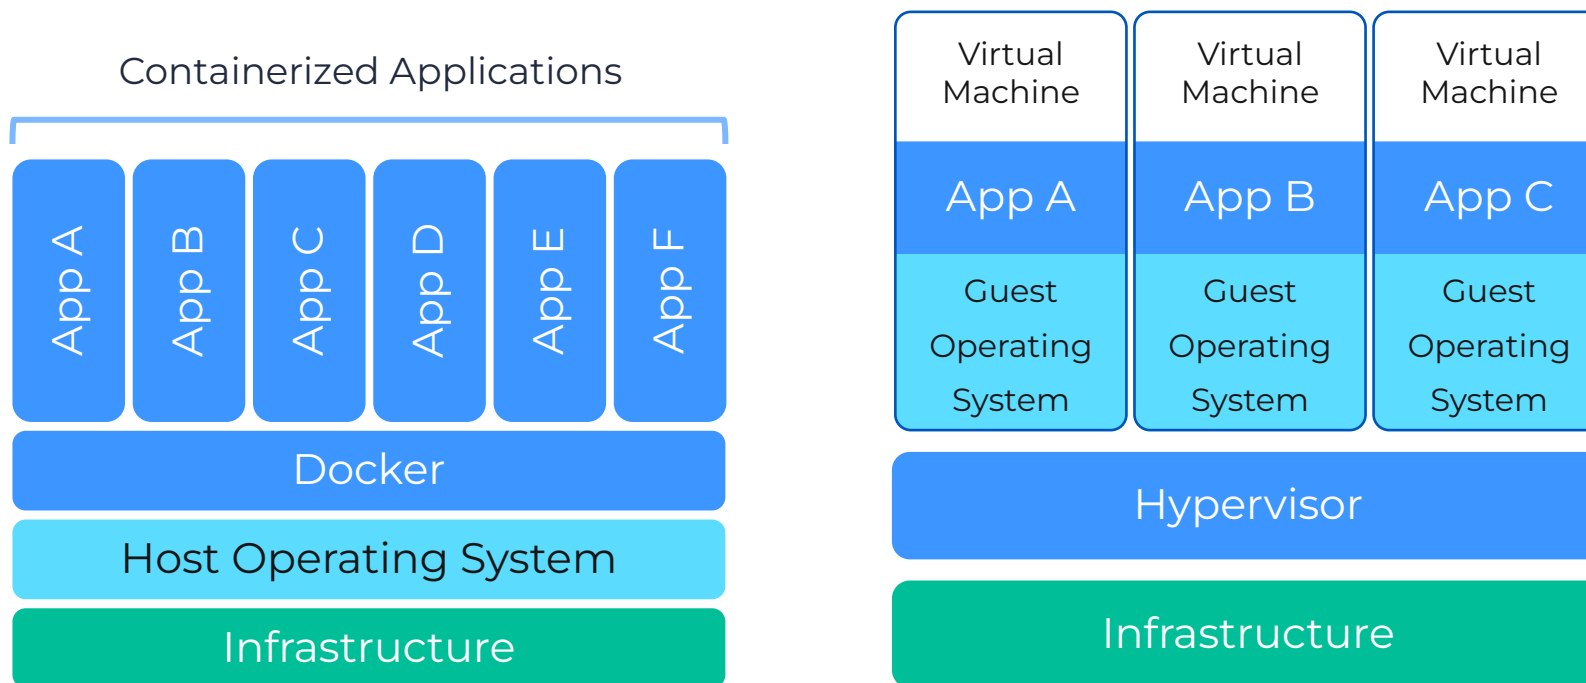 Containerized Applications
App A
App B
App C
App D
App E
App F
Docker
Host Operating System
Infrastructure
Virtual
Machine
App A
Guest
Operating
System
Virtual
Machine
App B
Guest
Operating
System
Virtual
Machine
App C
Guest
Operating
System
Hypervisor
Infrastructure